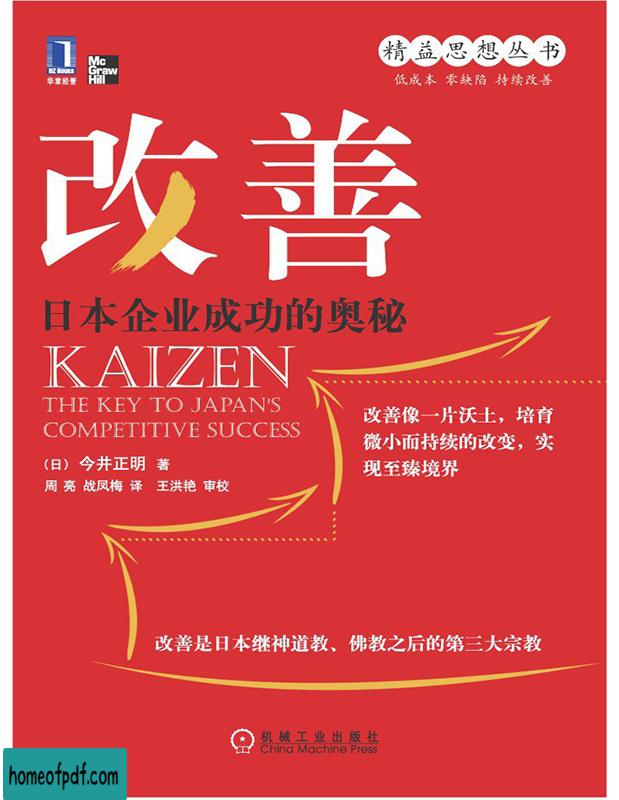 HZ Books
华章经管
Mc
Graw
Hill
精益思想丛书
低成本 零缺陷 持续改善
改善
日本企业成功的奥秘
KAIZEN
THE KEY TO JAPAN'S
COMPETITIVE SUCCESS
（日） 今井正明 著
周 亮 战凤梅 译 王洪艳 审校
改善像一片沃土，培育
微小而持续的改变，实
现至臻境界
改善是日本继神道教、佛教之后的第三大宗教
机械工业出版社
China Machine Press
homeofpdf.com